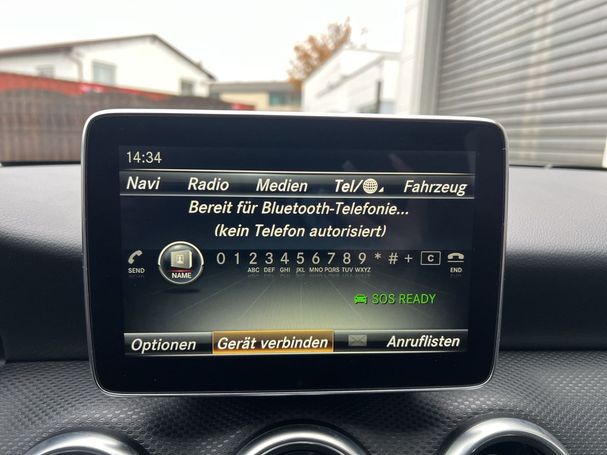 14:34
Navi Radio Medien Tel/ Fahrzeug
Bereit für Bluetooth-Telefonie...
(kein Telefon autorisiert)
SEND NAME 0 1 2 3 4 5 6 7 8 9 * # + C END
ABC DEF GHI JKL MNO PQRS TUV WXYZ
SOS READY
Optionen Gerät verbinden Anruflisten